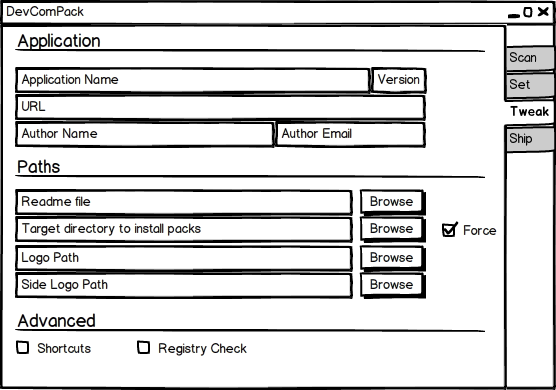 DevComPack
Application
Scan
Application Name Version
Set
URL
Tweak
Author Name Author Email
Ship
Paths
Readme file Browse
Target directory to install packs Browse Force
Logo Path Browse
Side Logo Path Browse
Advanced
Shortcuts Registry Check